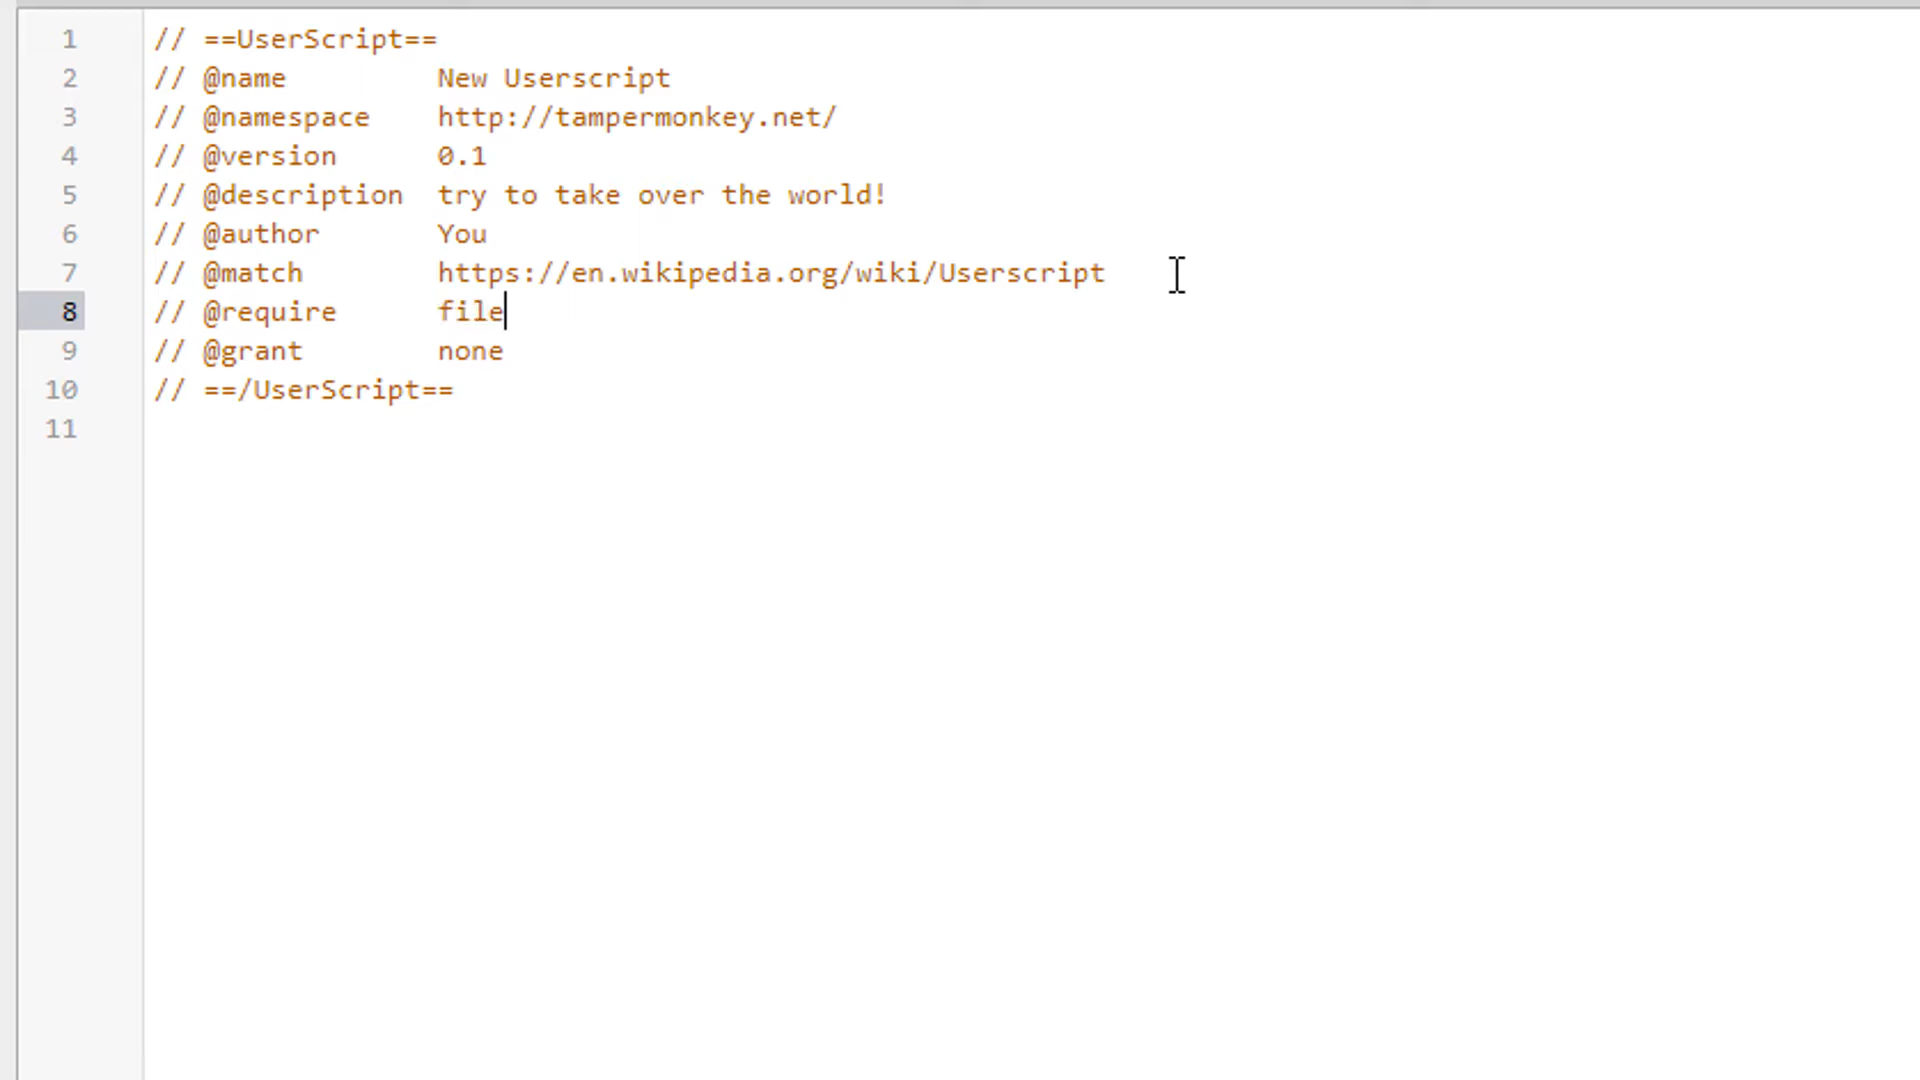 1 // ==UserScript==
2 // @name         New Userscript
3 // @namespace    http://tampermonkey.net/
4 // @version      0.1
5 // @description  try to take over the world!
6 // @author       You
7 // @match        https://en.wikipedia.org/wiki/Userscript
8 // @require      file
9 // @grant        none
10 // ==/UserScript==
11